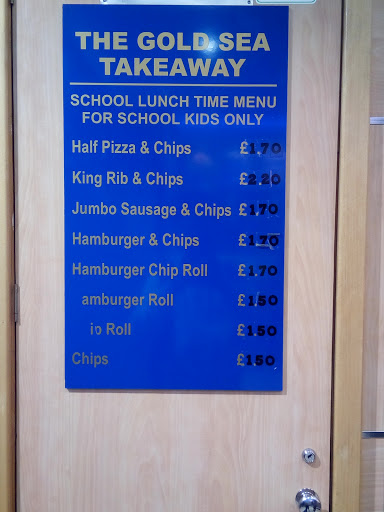 THE GOLD SEA
TAKEAWAY
SCHOOL LUNCH TIME MENU
FOR SCHOOL KIDS ONLY
Half Pizza & Chips £1.70
King Rib & Chips £2.20
Jumbo Sausage & Chips £1.70
Hamburger & Chips £1.70
Hamburger Chip Roll £1.70
amburger Roll £1.50
ip Roll £1.50
Chips £1.50